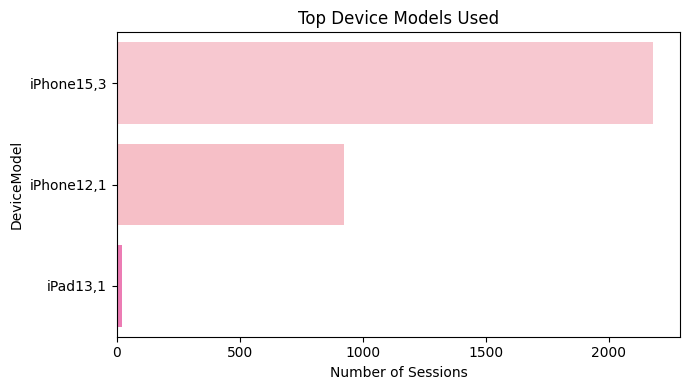 Top Device Models Used
DeviceModel
iPhone15,3
iPhone12,1
iPad13,1
0 500 1000 1500 2000
Number of Sessions